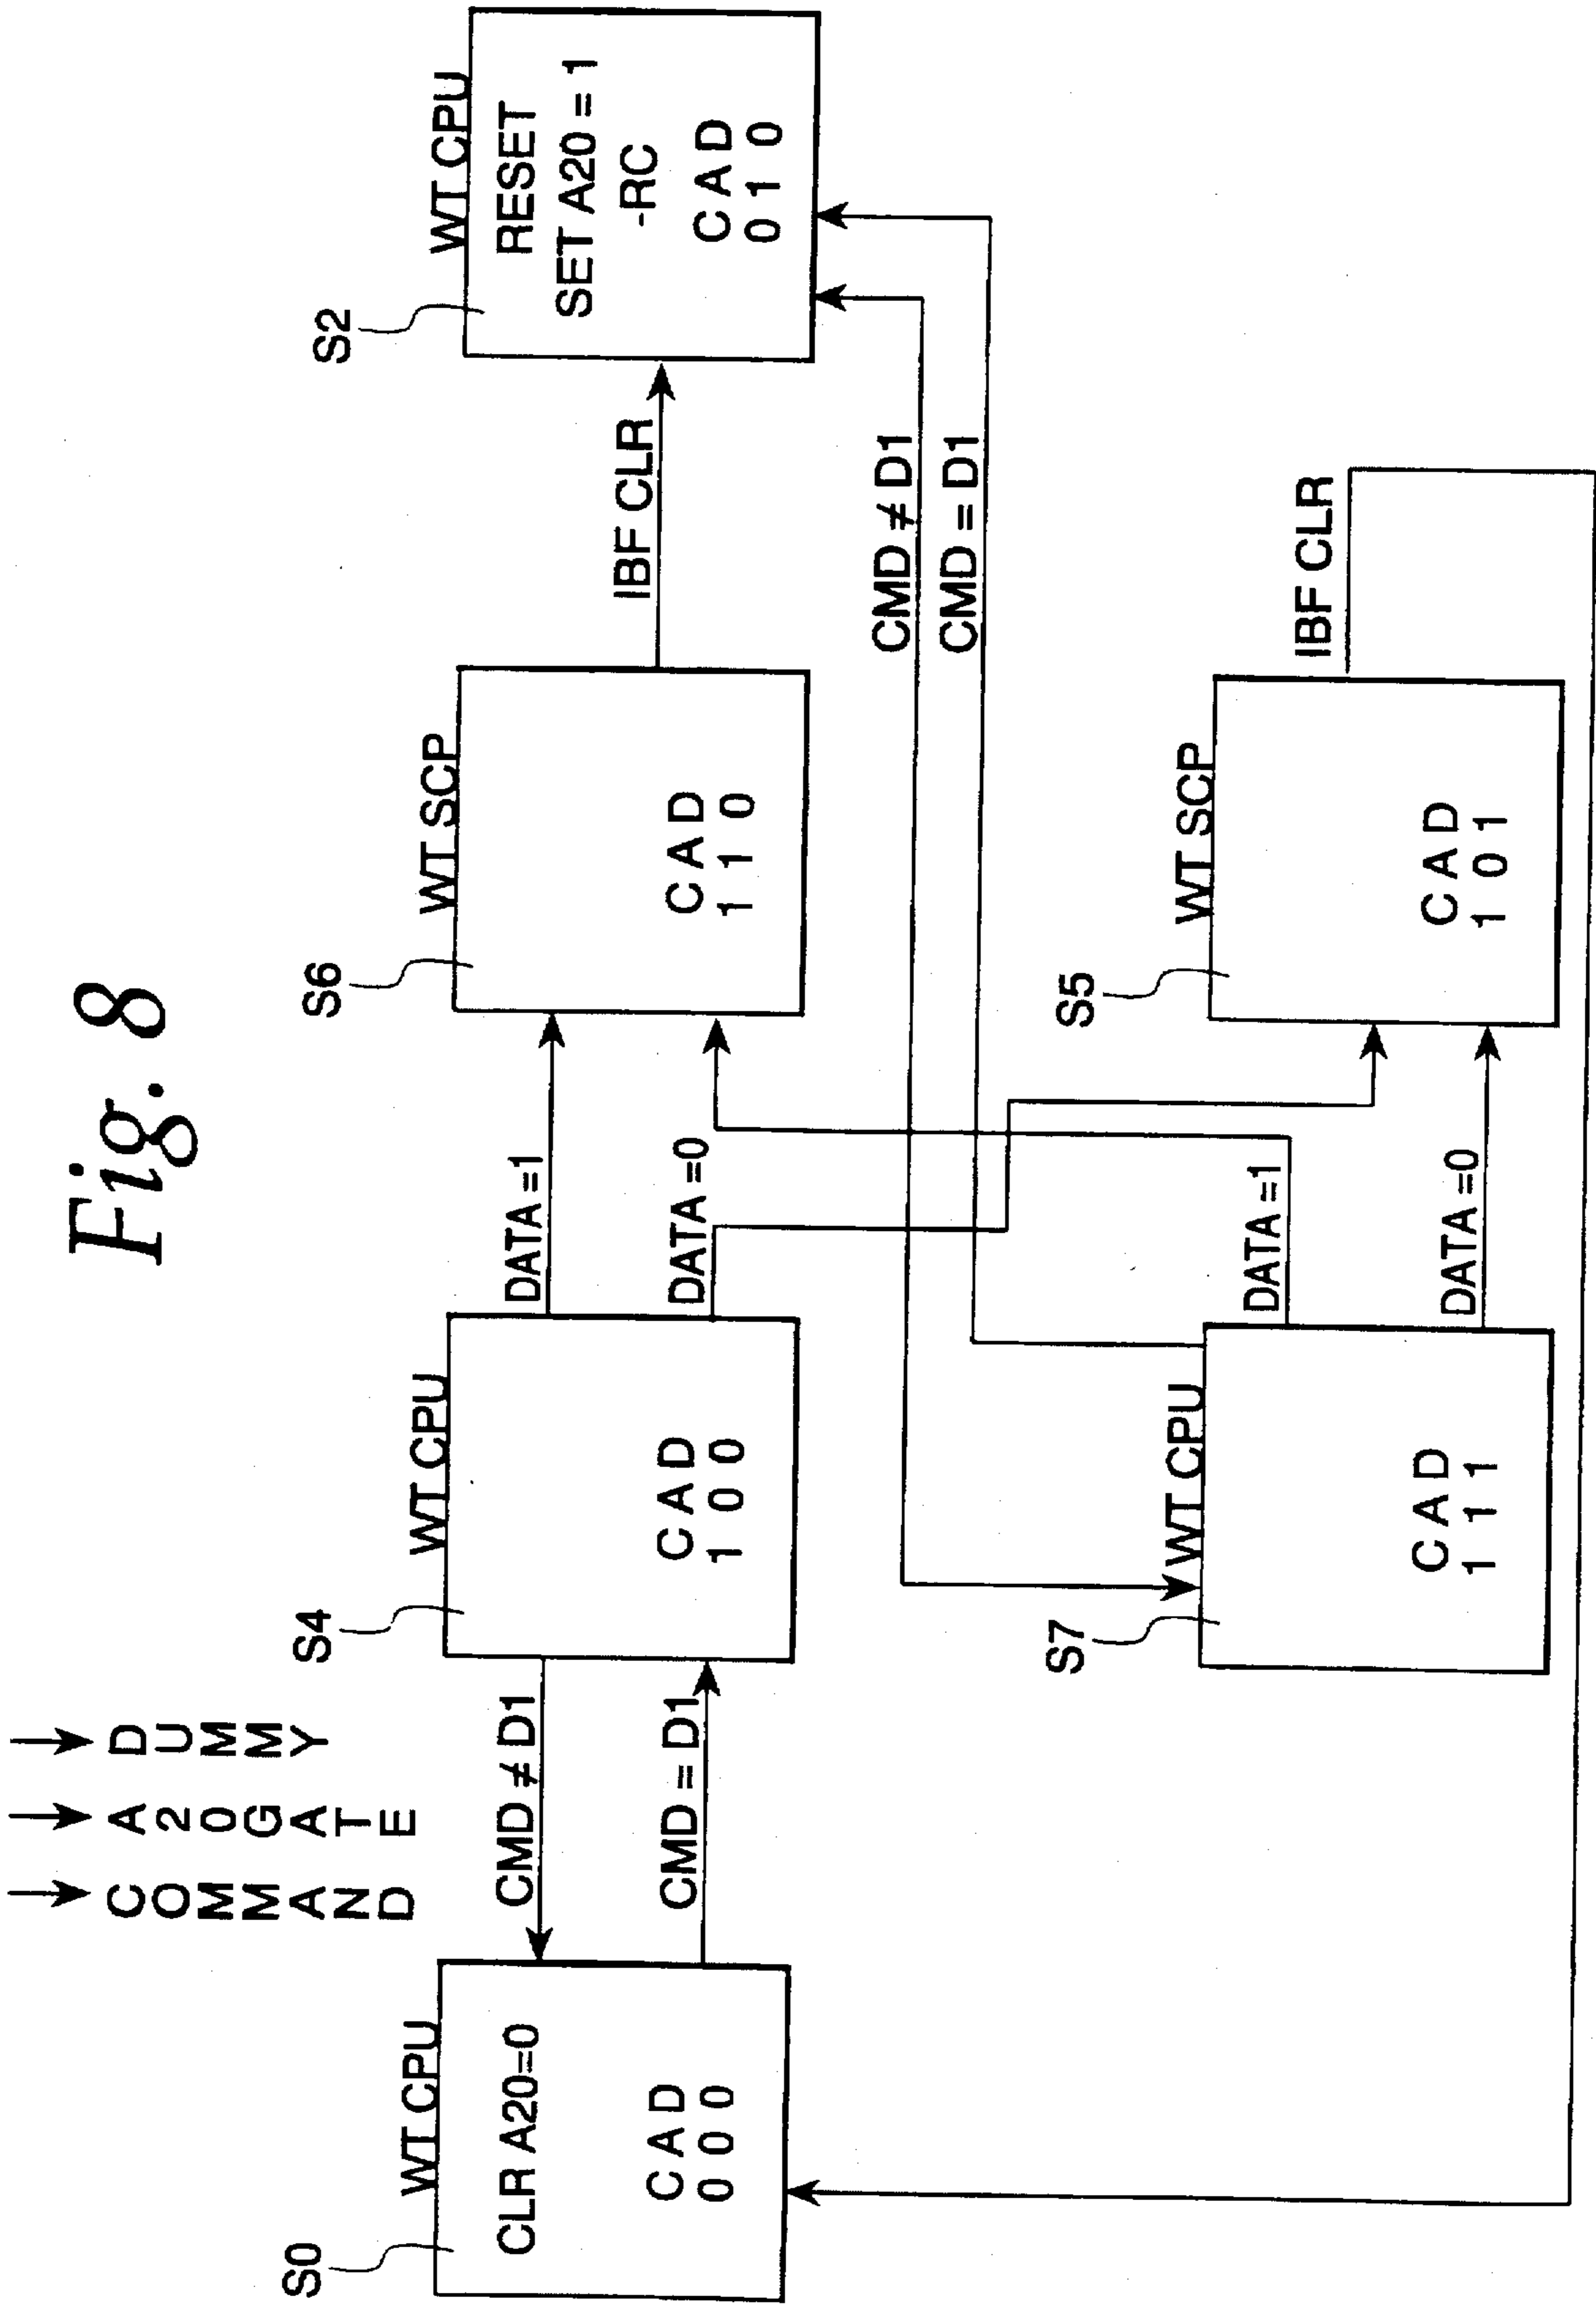 Fig. 8
COMMAND
A20GATE
DUMMY
S0
WT CPU
CLR A20=0
C A D
0 0 0
CMD ≠ D1
CMD = D1
S4
WT CPU
C A D
1 0 0
DATA =1
DATA =0
S6
WT SCP
C A D
1 1 0
IBF CLR
S2
WT CPU
RESET
SET A20 = 1
-RC
C A D
0 1 0
CMD ≠ D1
CMD = D1
S7
WT CPU
C A D
1 1 1
DATA =1
DATA =0
S5
WT SCP
C A D
1 0 1
IBF CLR